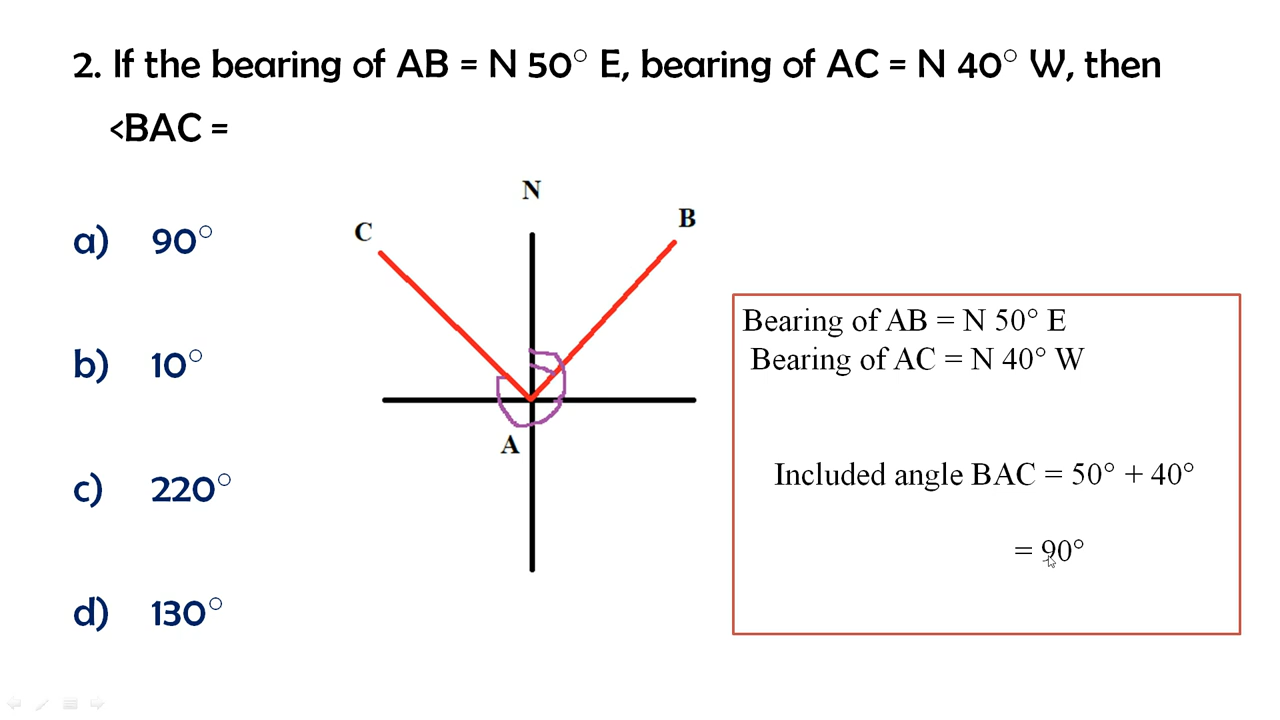 2. If the bearing of AB = N 50° E, bearing of AC = N 40° W, then
<BAC =
N
C
B
a) 90°
b) 10°
c) 220°
d) 130°
A
Bearing of AB = N 50° E
Bearing of AC = N 40° W
Included angle BAC = 50° + 40°
= 90°